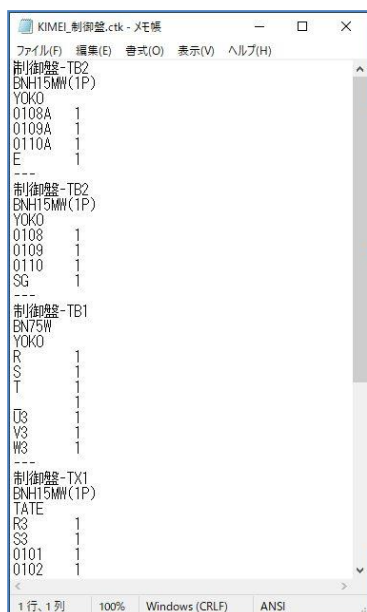 KIMEI_制御盤.ctk - メモ帳
ファイル(F) 編集(E) 書式(O) 表示(V) ヘルプ(H)
制御盤-TB2
BNH15MW(1P)
YOKO
0108A 1
0109A 1
0110A 1
E 1
---
制御盤-TB2
BNH15MW(1P)
YOKO
0108 1
0109 1
0110 1
SG 1
---
制御盤-TB1
BN75W
YOKO
R 1
S 1
T 1
_ 1
U3 1
V3 1
W3 1
---
制御盤-TX1
BNH15MW(1P)
TATE
R3 1
S3 1
0101 1
0102 1
1 行、1 列 100% Windows (CRLF) ANSI